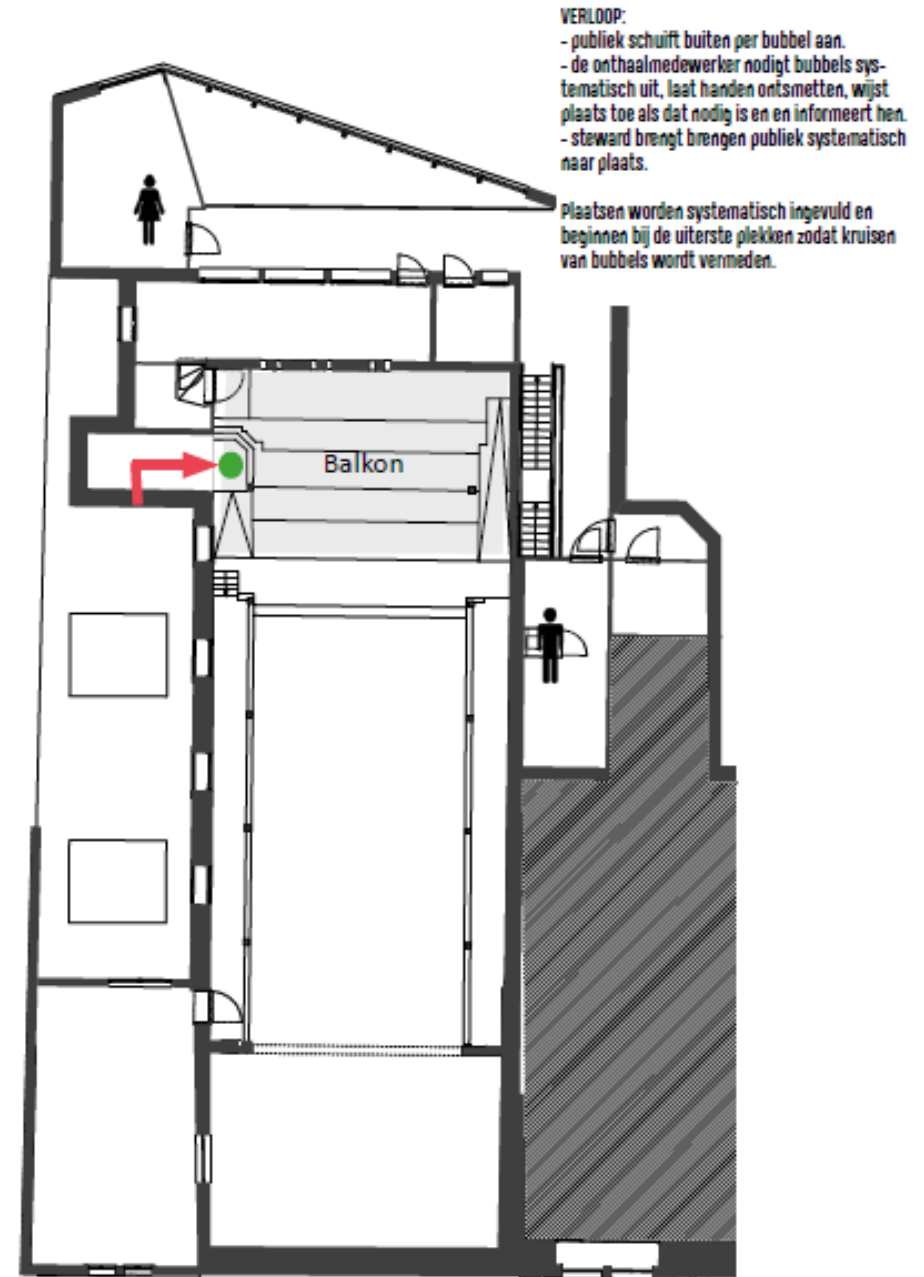 VERLOOP:
- publiek schuift buiten per bubbel aan.
- de onthaalmedewerker nodigt bubbels sys-
tematisch uit, laat handen ontsmetten, wijst
plaats toe als dat nodig is en en informeert hen.
- steward brengt brengen publiek systematisch
naar plaats.
Plaatsen worden systematisch ingevuld en
beginnen bij de uiterste plekken zodat kruisen
van bubbels wordt vermeden.
Balkon